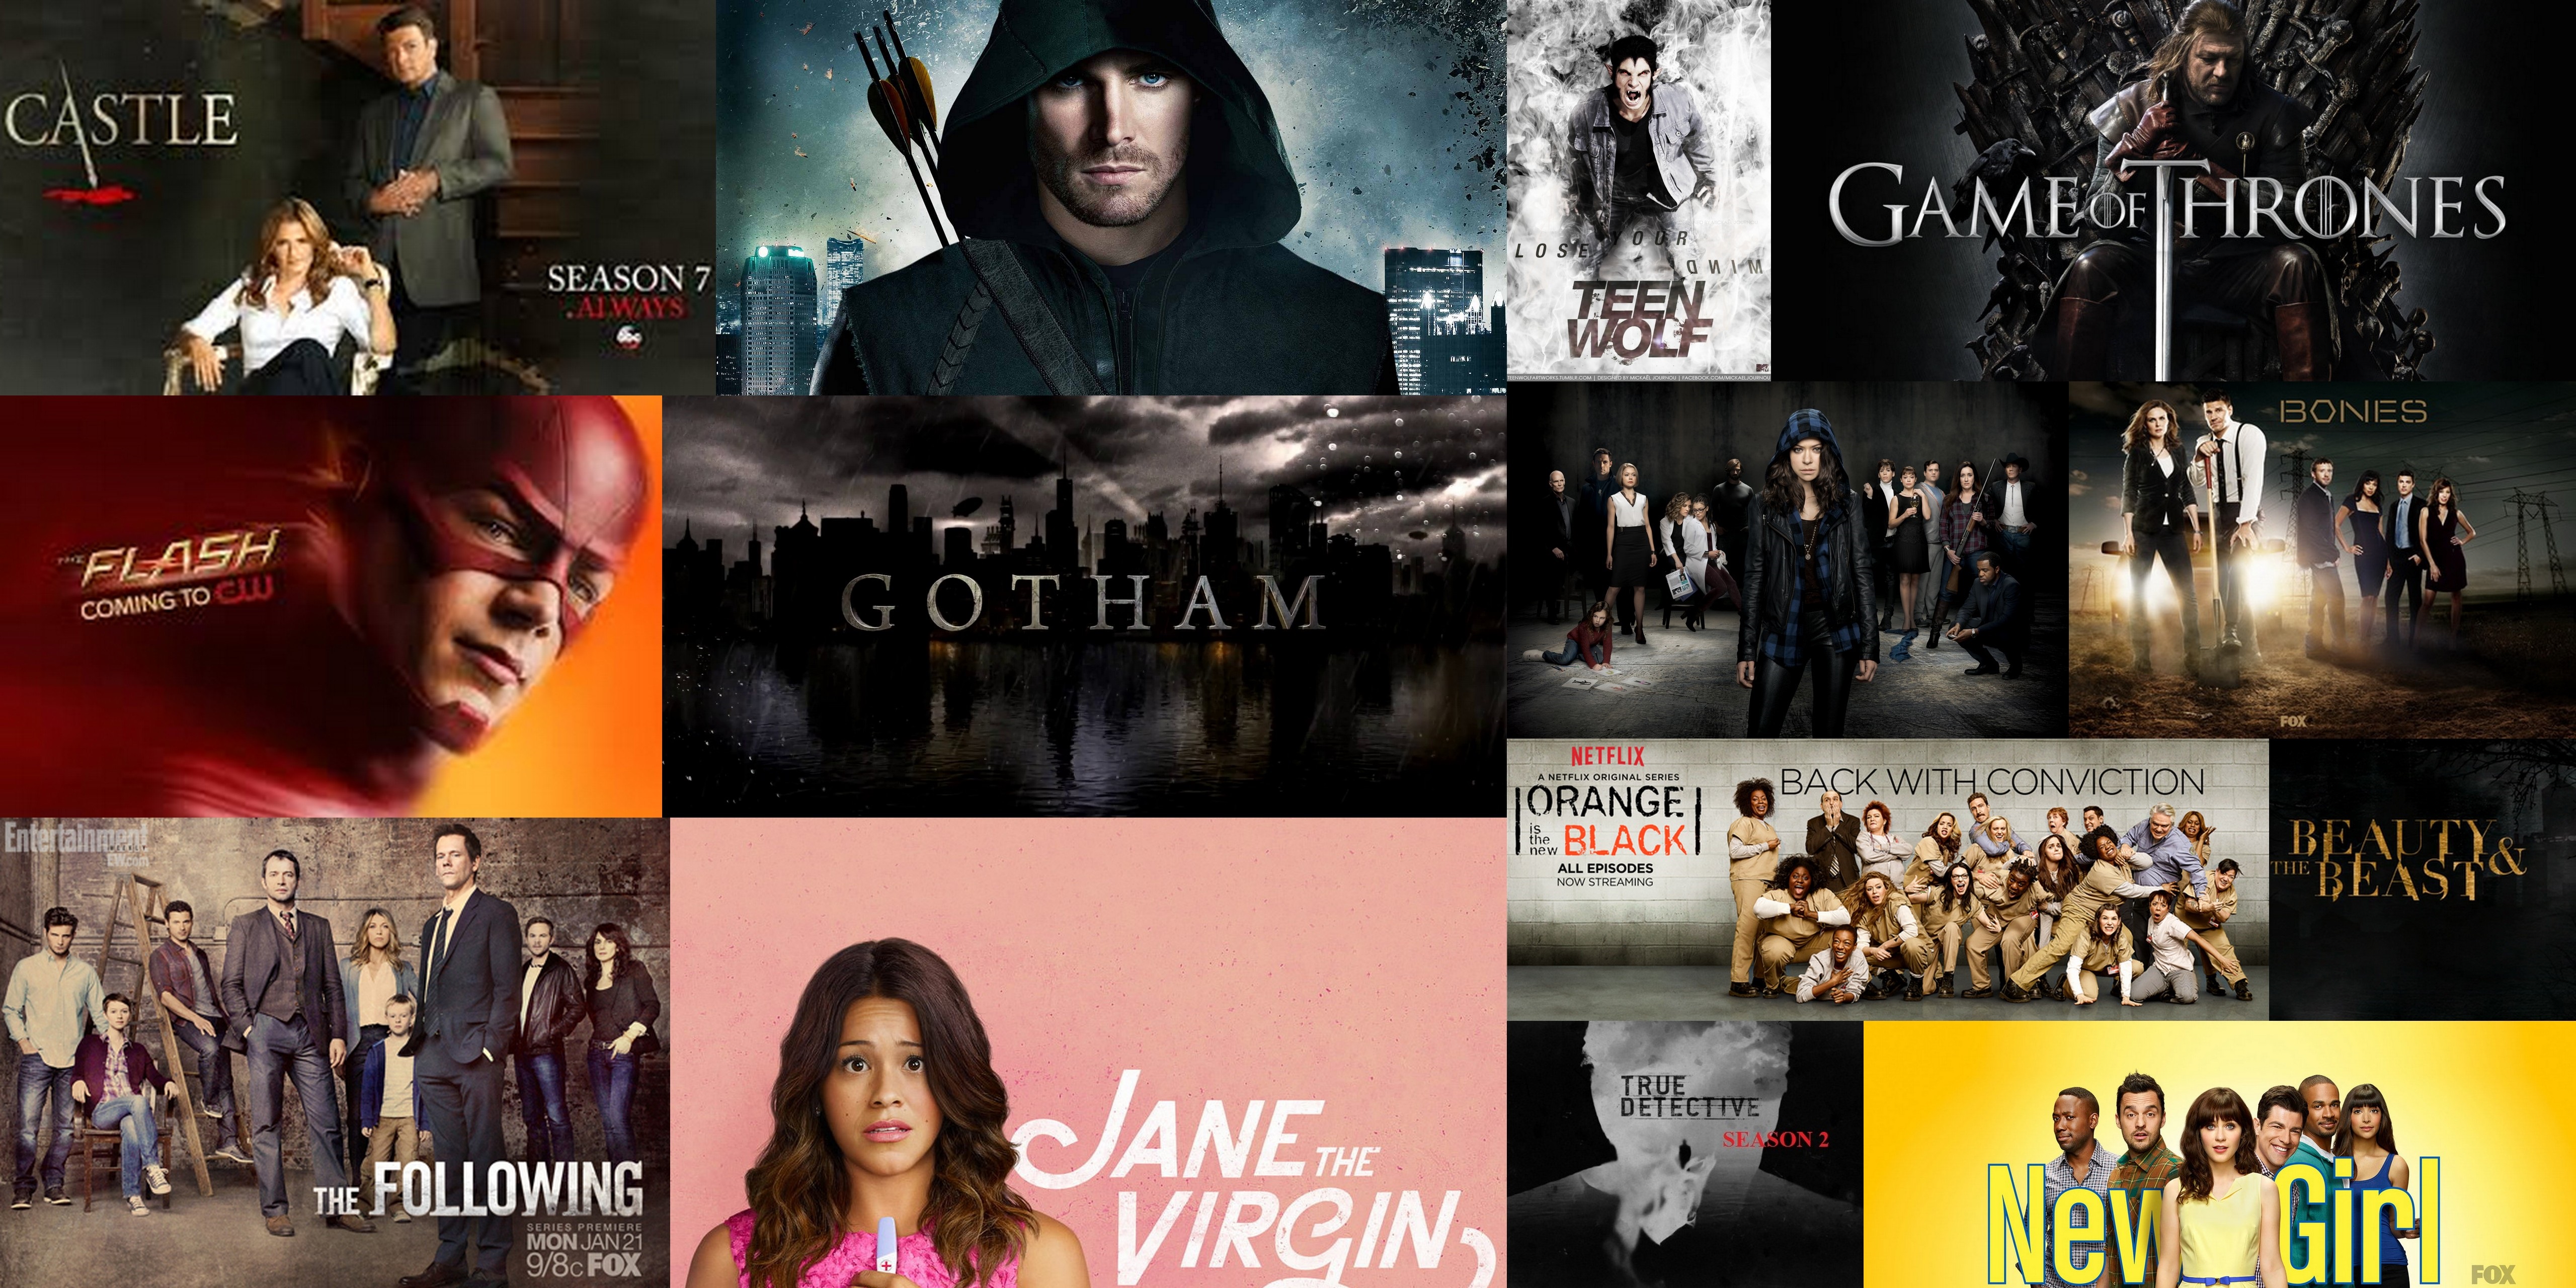 CASTLE
SEASON 7
ALWAYS
abc
LOSE YOUR
MIND
TEEN
WOLF
GAME OF THRONES
THE FLASH
COMING TO CW
GOTHAM
BONES
FOX
NETFLIX
A NETFLIX ORIGINAL SERIES
ORANGE
is
the
new BLACK
ALL EPISODES
NOW STREAMING
BACK WITH CONVICTION
BEAUTY &
THE BEAST
Entertainment
EW.com
THE FOLLOWING
SERIES PREMIERE
MON JAN 21
9/8c FOX
JANE THE
VIRGIN
TRUE
DETECTIVE
SEASON 2
New Girl
FOX